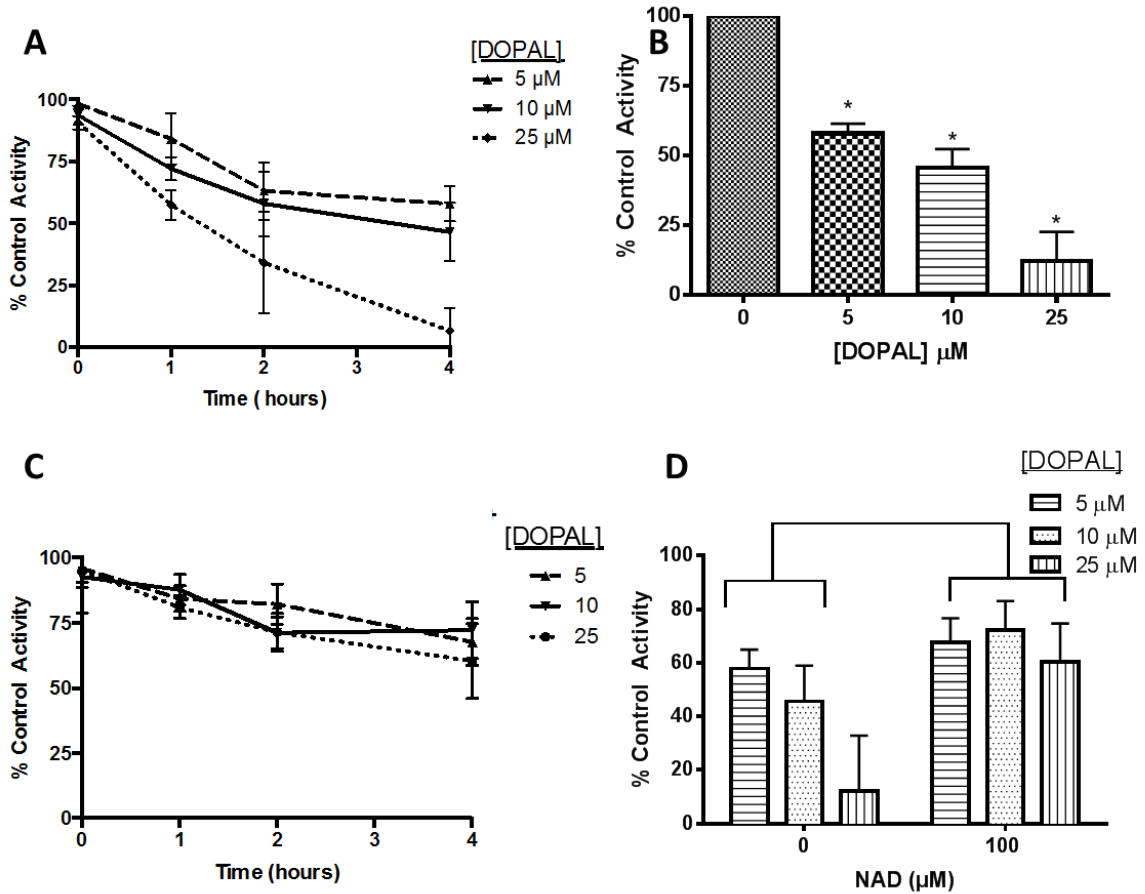 A
[DOPAL]
5 µM
10 µM
25 µM
100
75
50
25
0
% Control Activity
0 1 2 3 4
Time ( hours)
B
100
75
50
25
0
% Control Activity
* * *
0 5 10 25
[DOPAL] µM
C
[DOPAL]
5
10
25
100
75
50
25
0
% Control Activity
0 1 2 3 4
Time (hours)
D
[DOPAL]
5 µM
10 µM
25 µM
100
80
60
40
20
0
% Control Activity
0 100
NAD (µM)